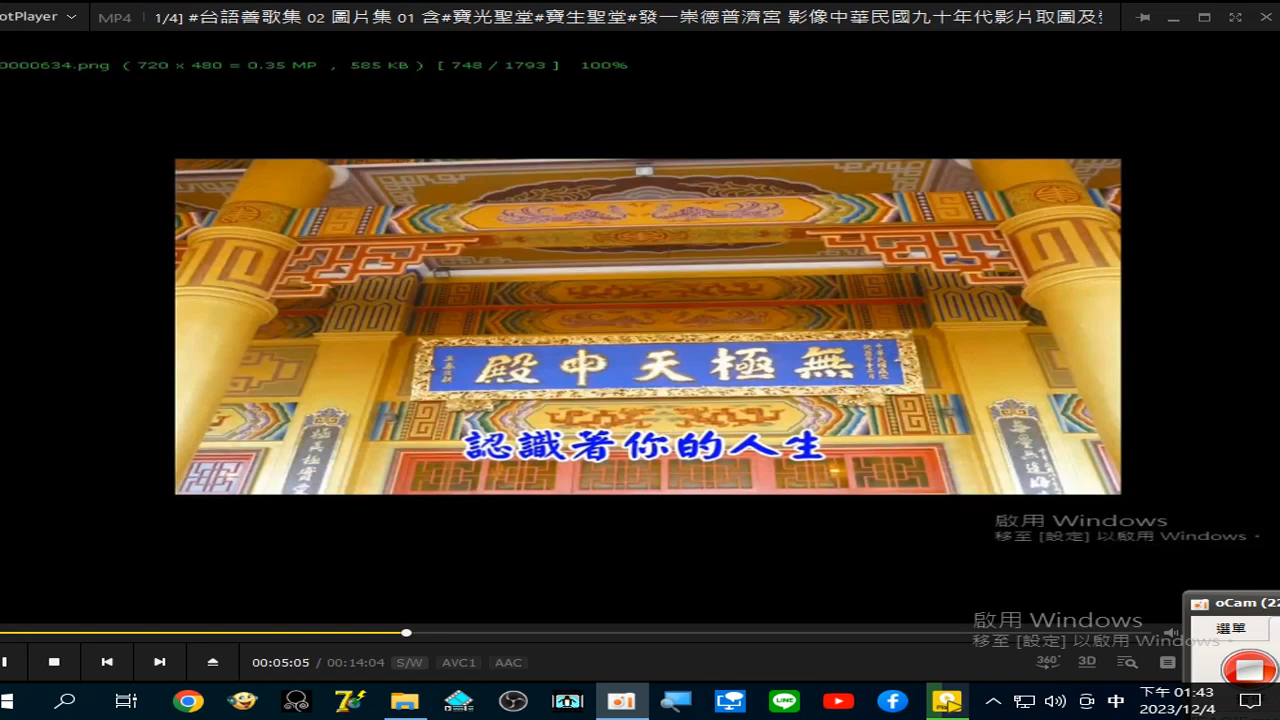 otPlayer MP4 1/4] #台語善歌集 02 圖片集 01 含#寶光聖堂#寶生聖堂#發一崇德普濟宮 影像中華民國九十年代影片取圖及
0000634.png ( 720 x 480 = 0.35 MP , 585 KB ) [ 748 / 1793 ] 100%
無極天申殿
認識著你的人生
啟用 Windows
移至 [設定] 以啟用 Windows。
oCam (22
啟用 Windows
移至 [設定] 以啟用 Windows。
選單
00:05:05 / 00:14:04 S/W AVC1 AAC
360° 3D
中
下午 01:43
2023/12/4